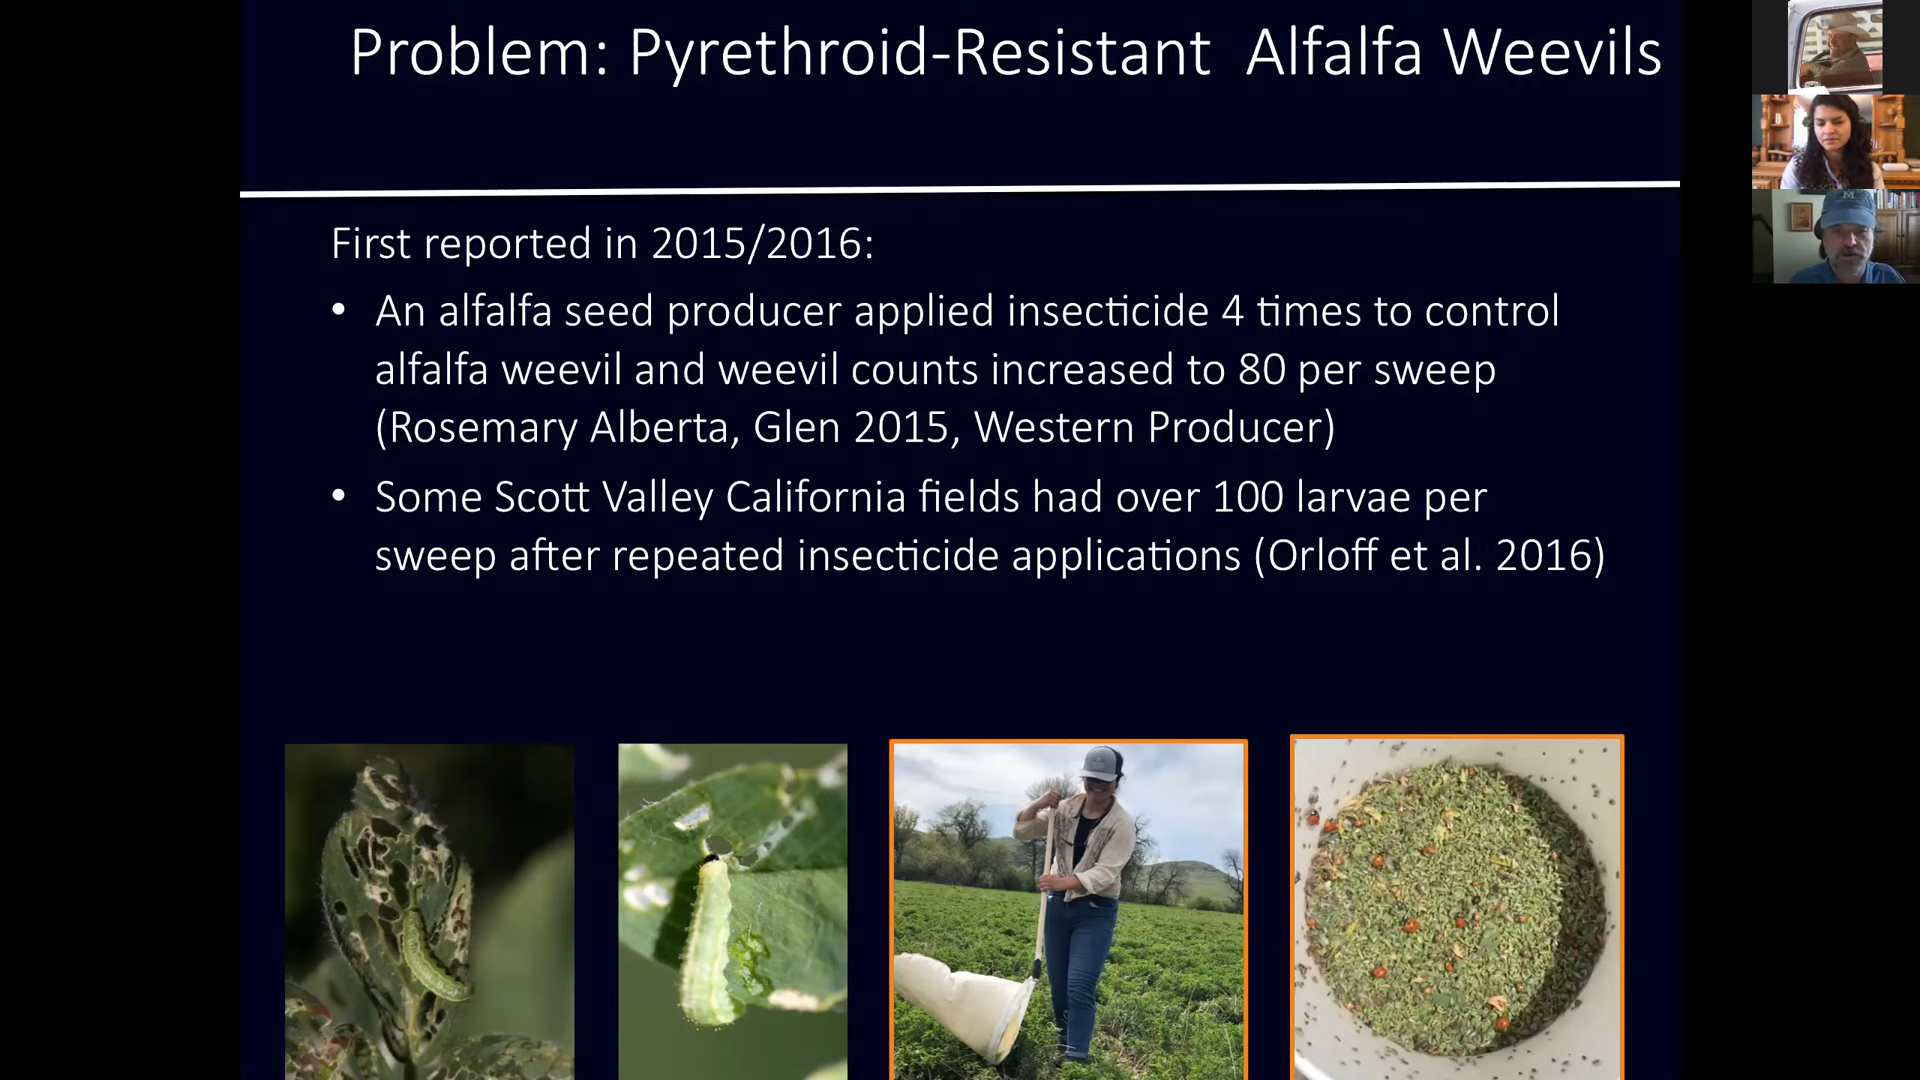 Problem: Pyrethroid-Resistant  Alfalfa Weevils
First reported in 2015/2016:
• An alfalfa seed producer applied insecticide 4 times to control
alfalfa weevil and weevil counts increased to 80 per sweep
(Rosemary Alberta, Glen 2015, Western Producer)
• Some Scott Valley California fields had over 100 larvae per
sweep after repeated insecticide applications (Orloff et al. 2016)
M